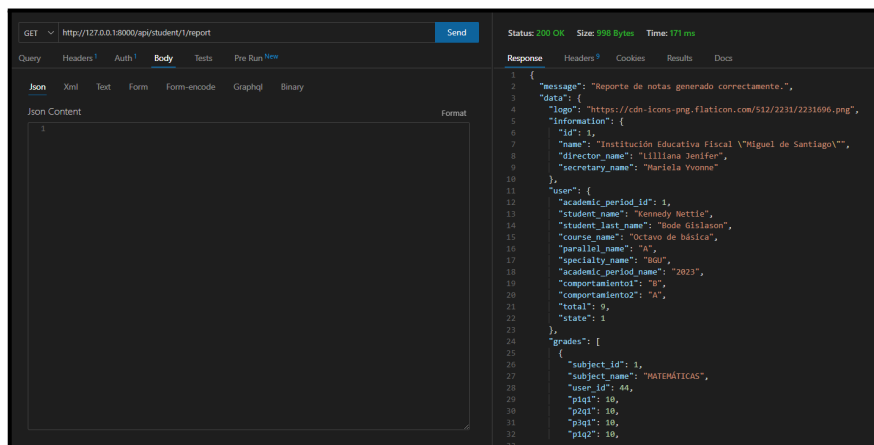 GET http://127.0.0.1:8000/api/student/1/report Send
Query Headers 1 Auth 1 Body Tests Pre Run New
Json Xml Text Form Form-encode Graphql Binary
Json Content Format
1
Status: 200 OK Size: 998 Bytes Time: 171 ms
Response Headers 9 Cookies Results Docs
1 {
2 "message": "Reporte de notas generado correctamente.",
3 "data": {
4 "logo": "https://cdn-icons-png.flaticon.com/512/2231/2231696.png",
5 "information": {
6 "id": 1,
7 "name": "Institución Educativa Fiscal \"Miguel de Santiago\"",
8 "director_name": "Lilliana Jenifer",
9 "secretary_name": "Mariela Yvonne"
10 },
11 "user": {
12 "academic_period_id": 1,
13 "student_name": "Kennedy Nettie",
14 "student_last_name": "Bode Gislason",
15 "course_name": "Octavo de básica",
16 "parallel_name": "A",
17 "specialty_name": "BGU",
18 "academic_period_name": "2023",
19 "comportamiento1": "B",
20 "comportamiento2": "A",
21 "total": 9,
22 "state": 1
23 },
24 "grades": [
25 {
26 "subject_id": 1,
27 "subject_name": "MATEMÁTICAS",
28 "user_id": 44,
29 "p1q1": 10,
30 "p2q1": 10,
31 "p3q1": 10,
32 "p1q2": 10,